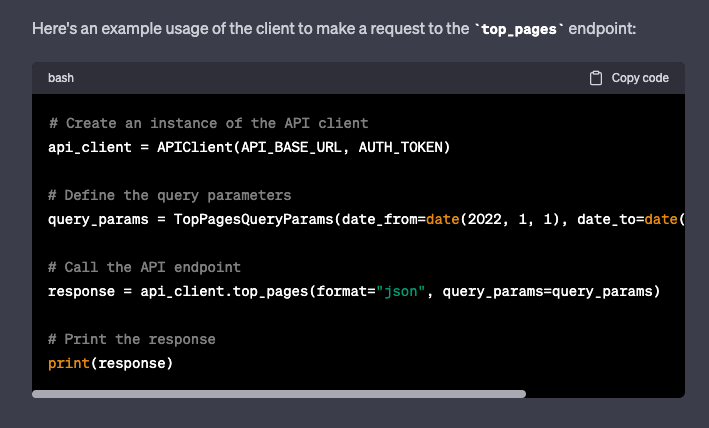 Here's an example usage of the client to make a request to the `top_pages` endpoint:
bash
Copy code
# Create an instance of the API client
api_client = APIClient(API_BASE_URL, AUTH_TOKEN)
# Define the query parameters
query_params = TopPagesQueryParams(date_from=date(2022, 1, 1), date_to=date(
# Call the API endpoint
response = api_client.top_pages(format="json", query_params=query_params)
# Print the response
print(response)